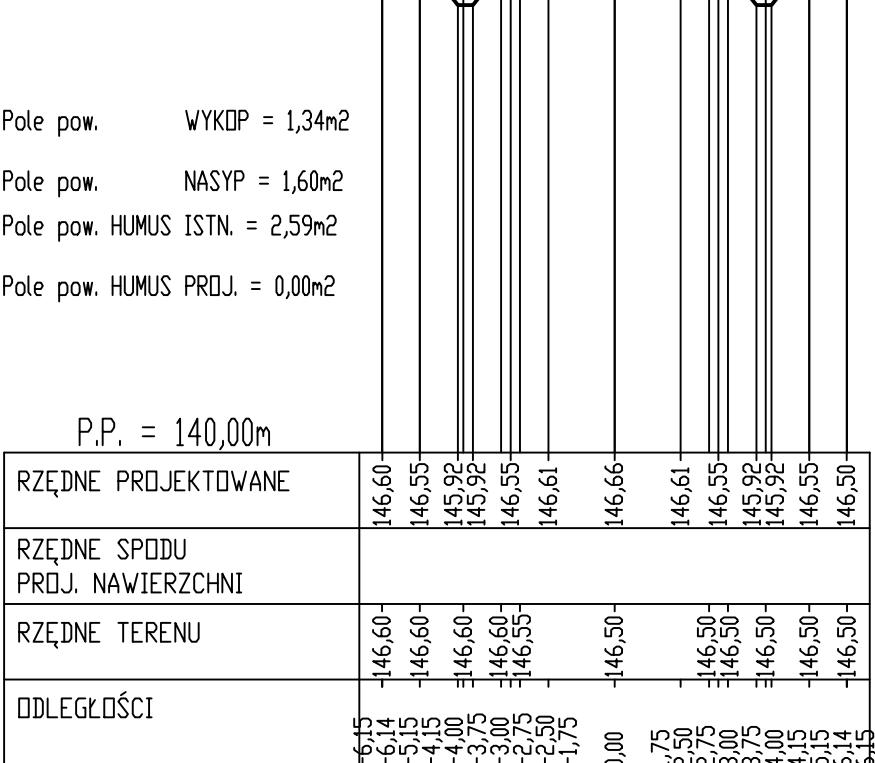 Pole pow. WYKOP = 1,34m2
Pole pow. NASYP = 1,60m2
Pole pow. HUMUS ISTN. = 2,59m2
Pole pow. HUMUS PROJ. = 0,00m2
P.P. = 140,00m
RZĘDNE PROJEKTOWANE 146,60 146,55 145,92 145,92 146,55 146,61 146,66 146,61 146,55 145,92 145,92 146,55 146,50
RZĘDNE SPODU
PROJ. NAWIERZCHNI
RZĘDNE TERENU 146,60 146,60 146,60 146,60 146,55 146,50 146,50 146,50 146,50 146,50 146,50
ODLEGŁOŚCI -6,15 -6,14 -5,15 -4,15 -4,00 -3,75 -3,00 -2,75 -2,50 -1,75 0,00